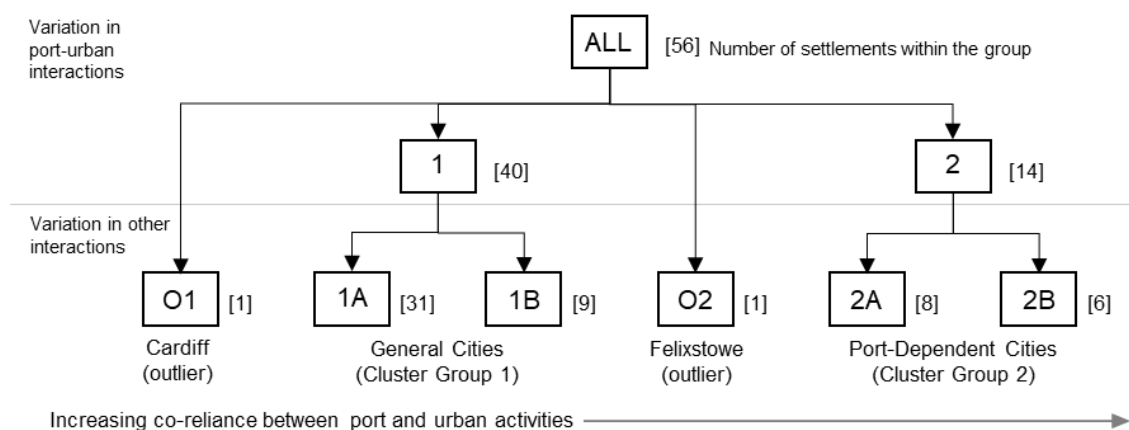 Variation in
port-urban
interactions
ALL
[56] Number of settlements within the group
1
[40]
2
[14]
Variation in other
interactions
O1
[1]
1A
[31]
1B
[9]
O2
[1]
2A
[8]
2B
[6]
Cardiff
(outlier)
General Cities
(Cluster Group 1)
Felixstowe
(outlier)
Port-Dependent Cities
(Cluster Group 2)
Increasing co-reliance between port and urban activities